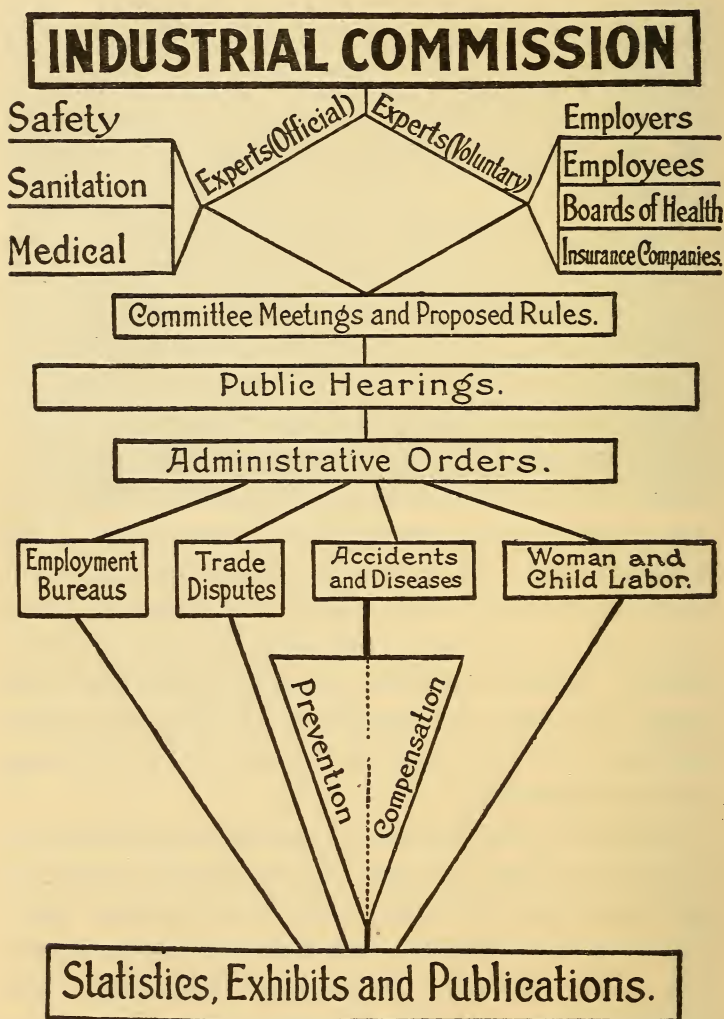 INDUSTRIAL COMMISSION
Experts(Official)
Experts(Voluntary)
Safety
Sanitation
Medical
Employers
Employees
Boards of Health
Insurance Companies.
Committee Meetings and Proposed Rules.
Public Hearings.
Administrative Orders.
Employment
Bureaus
Trade
Disputes
Accidents
and Diseases
Woman and
Child Labor.
Prevention
Compensation
Statistics, Exhibits and Publications.